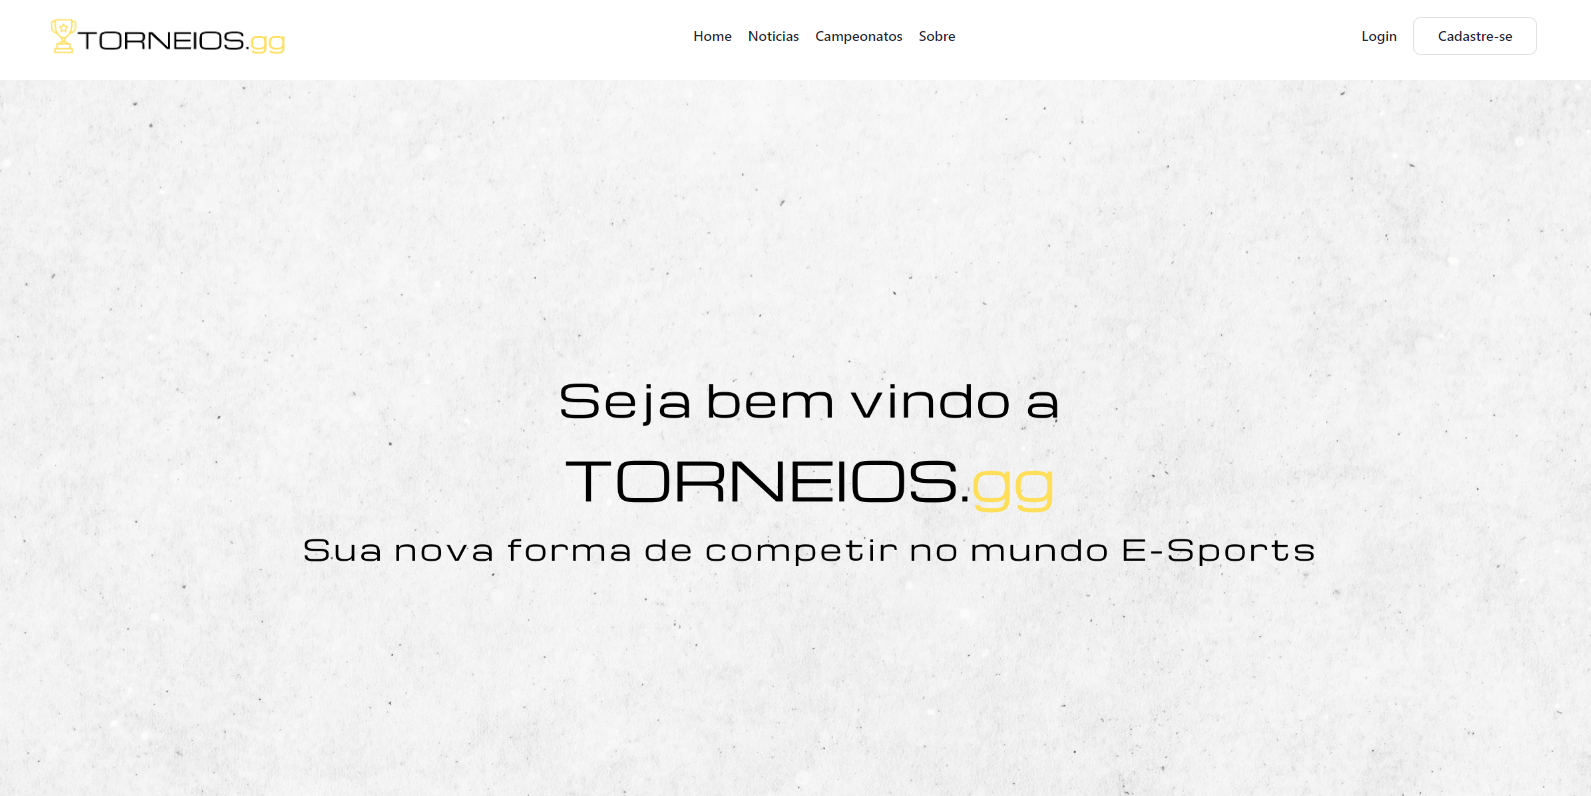 TORNEIOS.gg
Home Noticias Campeonatos Sobre
Login Cadastre-se
Seja bem vindo a
TORNEIOS.gg
Sua nova forma de competir no mundo E-Sports